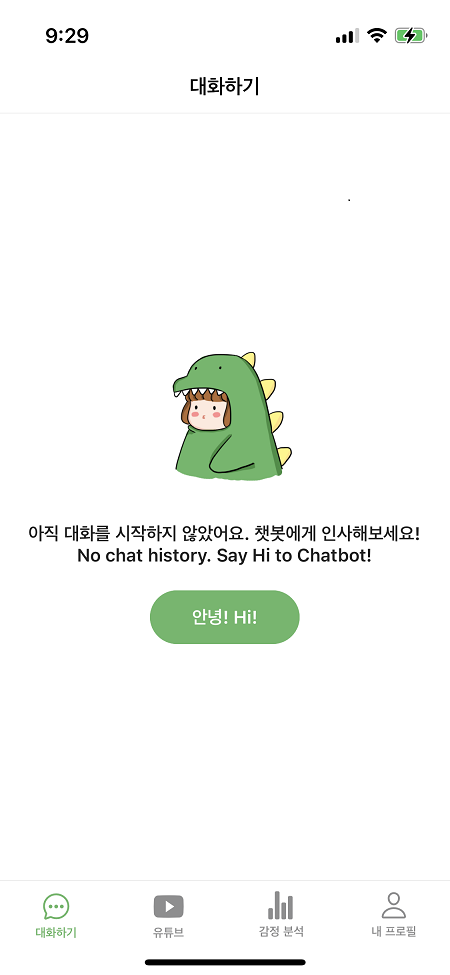 9:29
대화하기
아직 대화를 시작하지 않았어요. 챗봇에게 인사해보세요!
No chat history. Say Hi to Chatbot!
안녕! Hi!
대화하기
유튜브
감정 분석
내 프로필